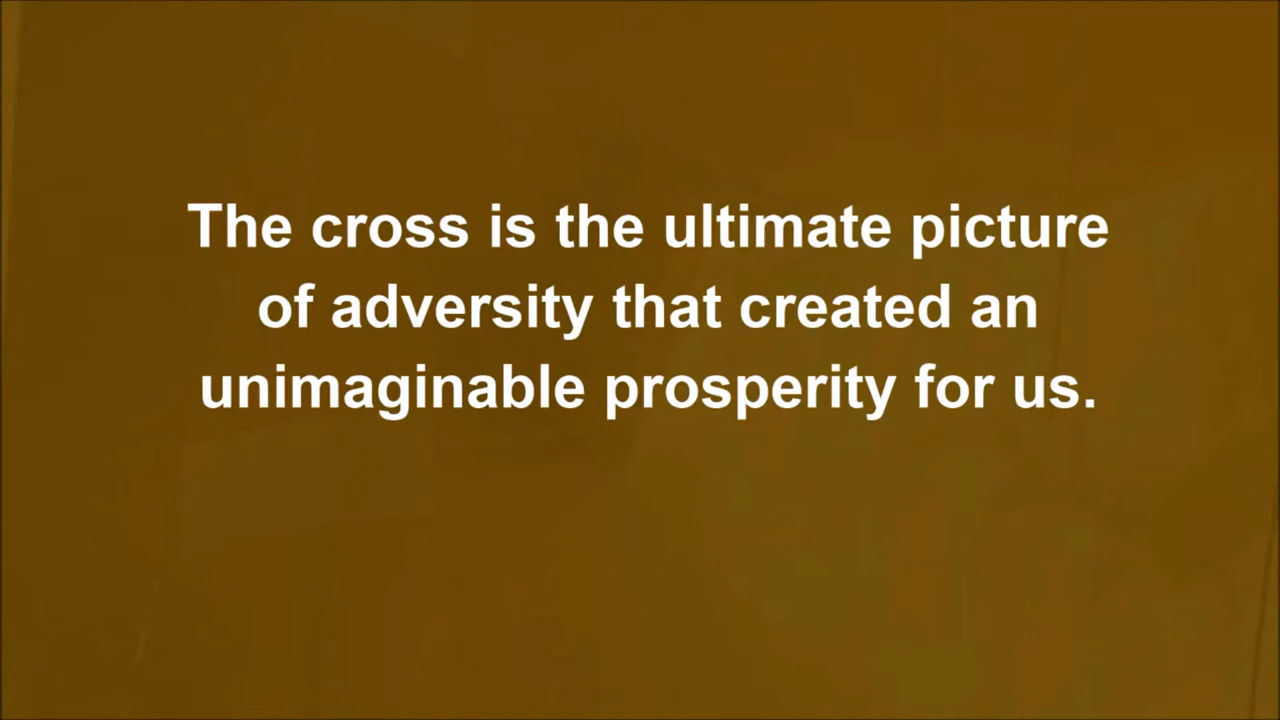 The cross is the ultimate picture
of adversity that created an
unimaginable prosperity for us.